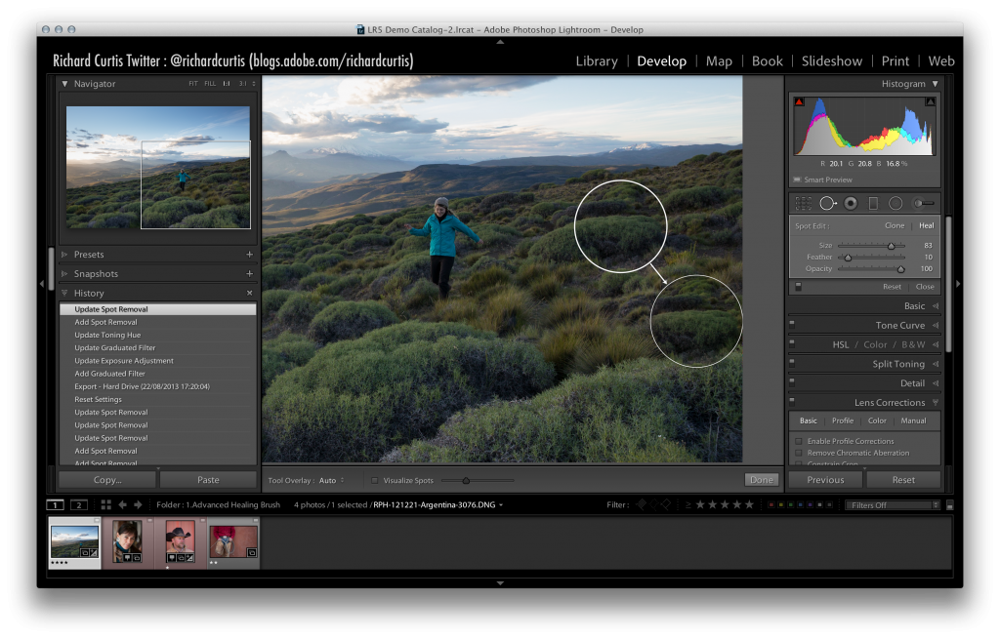 LR5 Demo Catalog-2.lrcat - Adobe Photoshop Lightroom - Develop
Richard Curtis Twitter : @richardcurtis (blogs.adobe.com/richardcurtis)
Library | Develop | Map | Book | Slideshow | Print | Web
Navigator FIT FILL 1:1 3:1
Histogram
R 20.1 G 20.8 B 16.8 %
Smart Preview
Spot Edit : Clone | Heal
Size 83
Feather 10
Opacity 100
Reset | Close
Presets +
Snapshots +
History ×
Update Spot Removal
Add Spot Removal
Update Toning Hue
Update Graduated Filter
Update Exposure Adjustment
Add Graduated Filter
Export - Hard Drive (22/08/2013 17:20:04)
Reset Settings
Update Spot Removal
Update Spot Removal
Update Spot Removal
Add Spot Removal
Add Spot Removal
Copy... Paste
Basic
Tone Curve
HSL / Color / B & W
Split Toning
Detail
Lens Corrections
Basic | Profile | Color | Manual
Enable Profile Corrections
Remove Chromatic Aberration
Constrain Crop
Tool Overlay : Auto Visualize Spots Done
Previous Reset
1 2 Folder : 1.Advanced Healing Brush 4 photos / 1 selected / RPH-121221-Argentina-3076.DNG Filter : ≥ ★★★★★ Filters Off